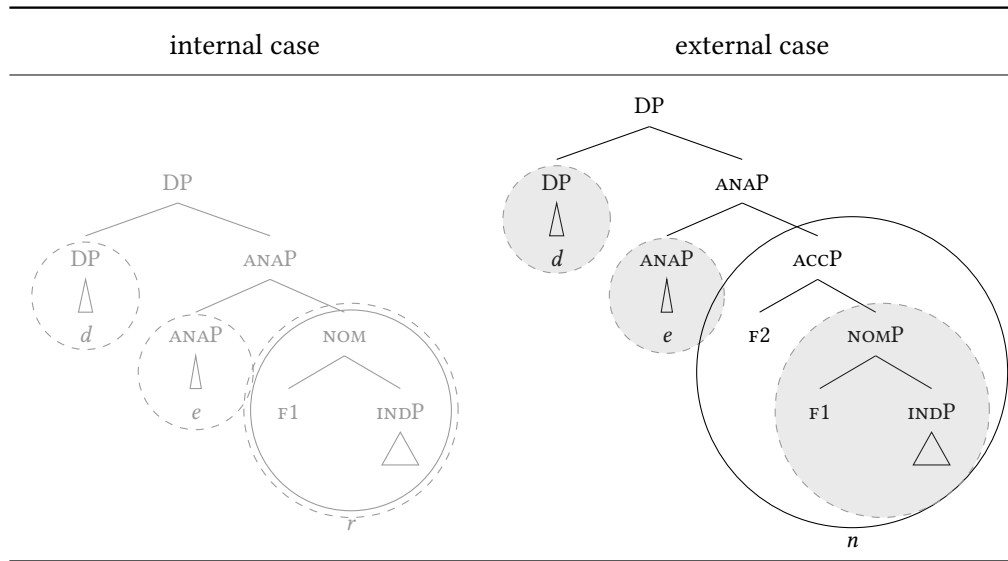 internal case external case
DP
DP DP ANAP
DP ANAP d ANAP ACCP
d ANAP NOM e F2 NOMP
e F1 INDP F1 INDP
r n